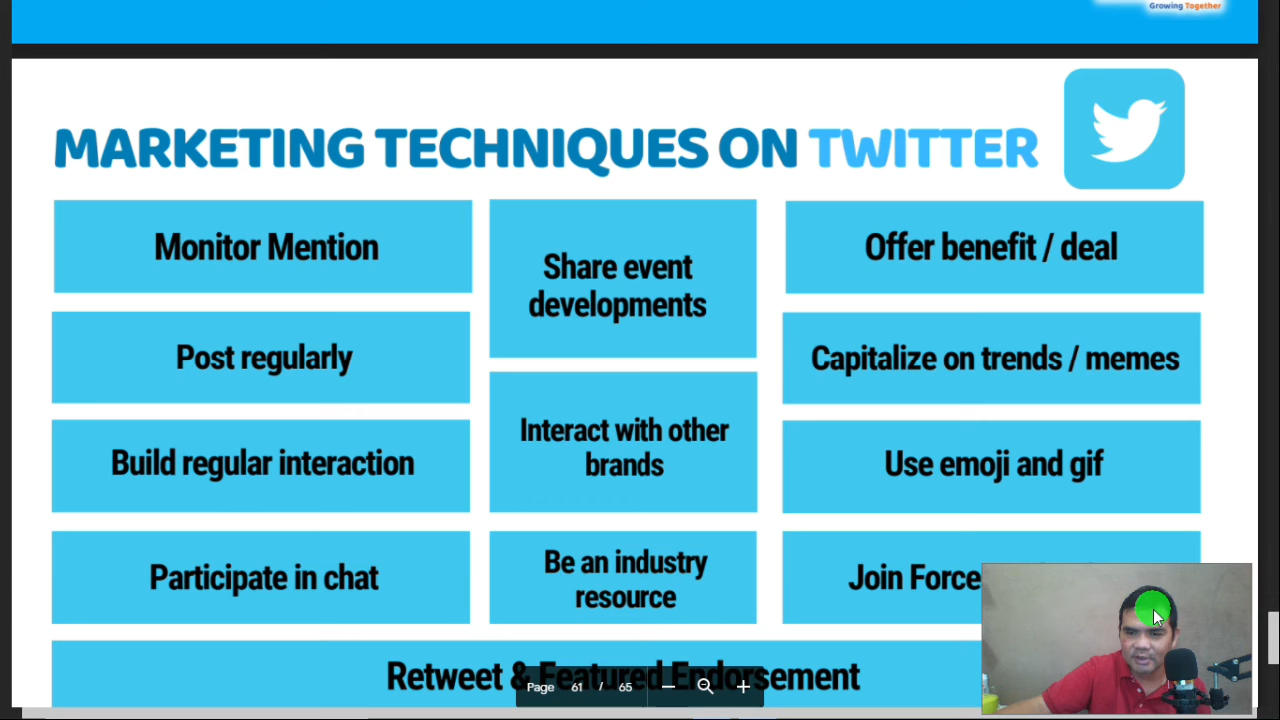 Growing Together
MARKETING TECHNIQUES ON TWITTER
Monitor Mention
Post regularly
Build regular interaction
Participate in chat
Share event
developments
Interact with other
brands
Be an industry
resource
Offer benefit / deal
Capitalize on trends / memes
Use emoji and gif
Join Force
Retweet & Featured Endorsement
Page 61 / 65